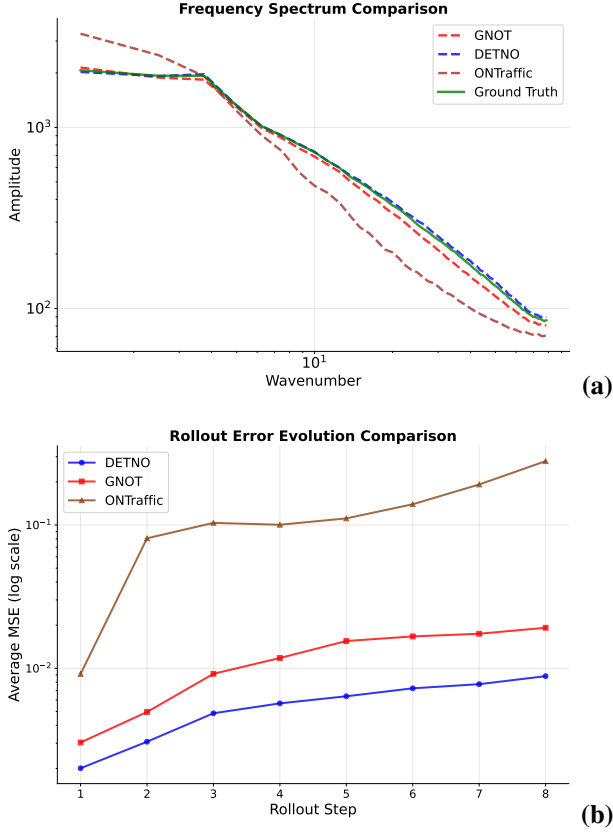 Frequency Spectrum Comparison
GNOT
DETNO
ONTraffic
Ground Truth
10³
10²
Amplitude
10¹
Wavenumber
(a)
Rollout Error Evolution Comparison
DETNO
GNOT
ONTraffic
10⁻¹
10⁻²
Average MSE (log scale)
1 2 3 4 5 6 7 8
Rollout Step
(b)